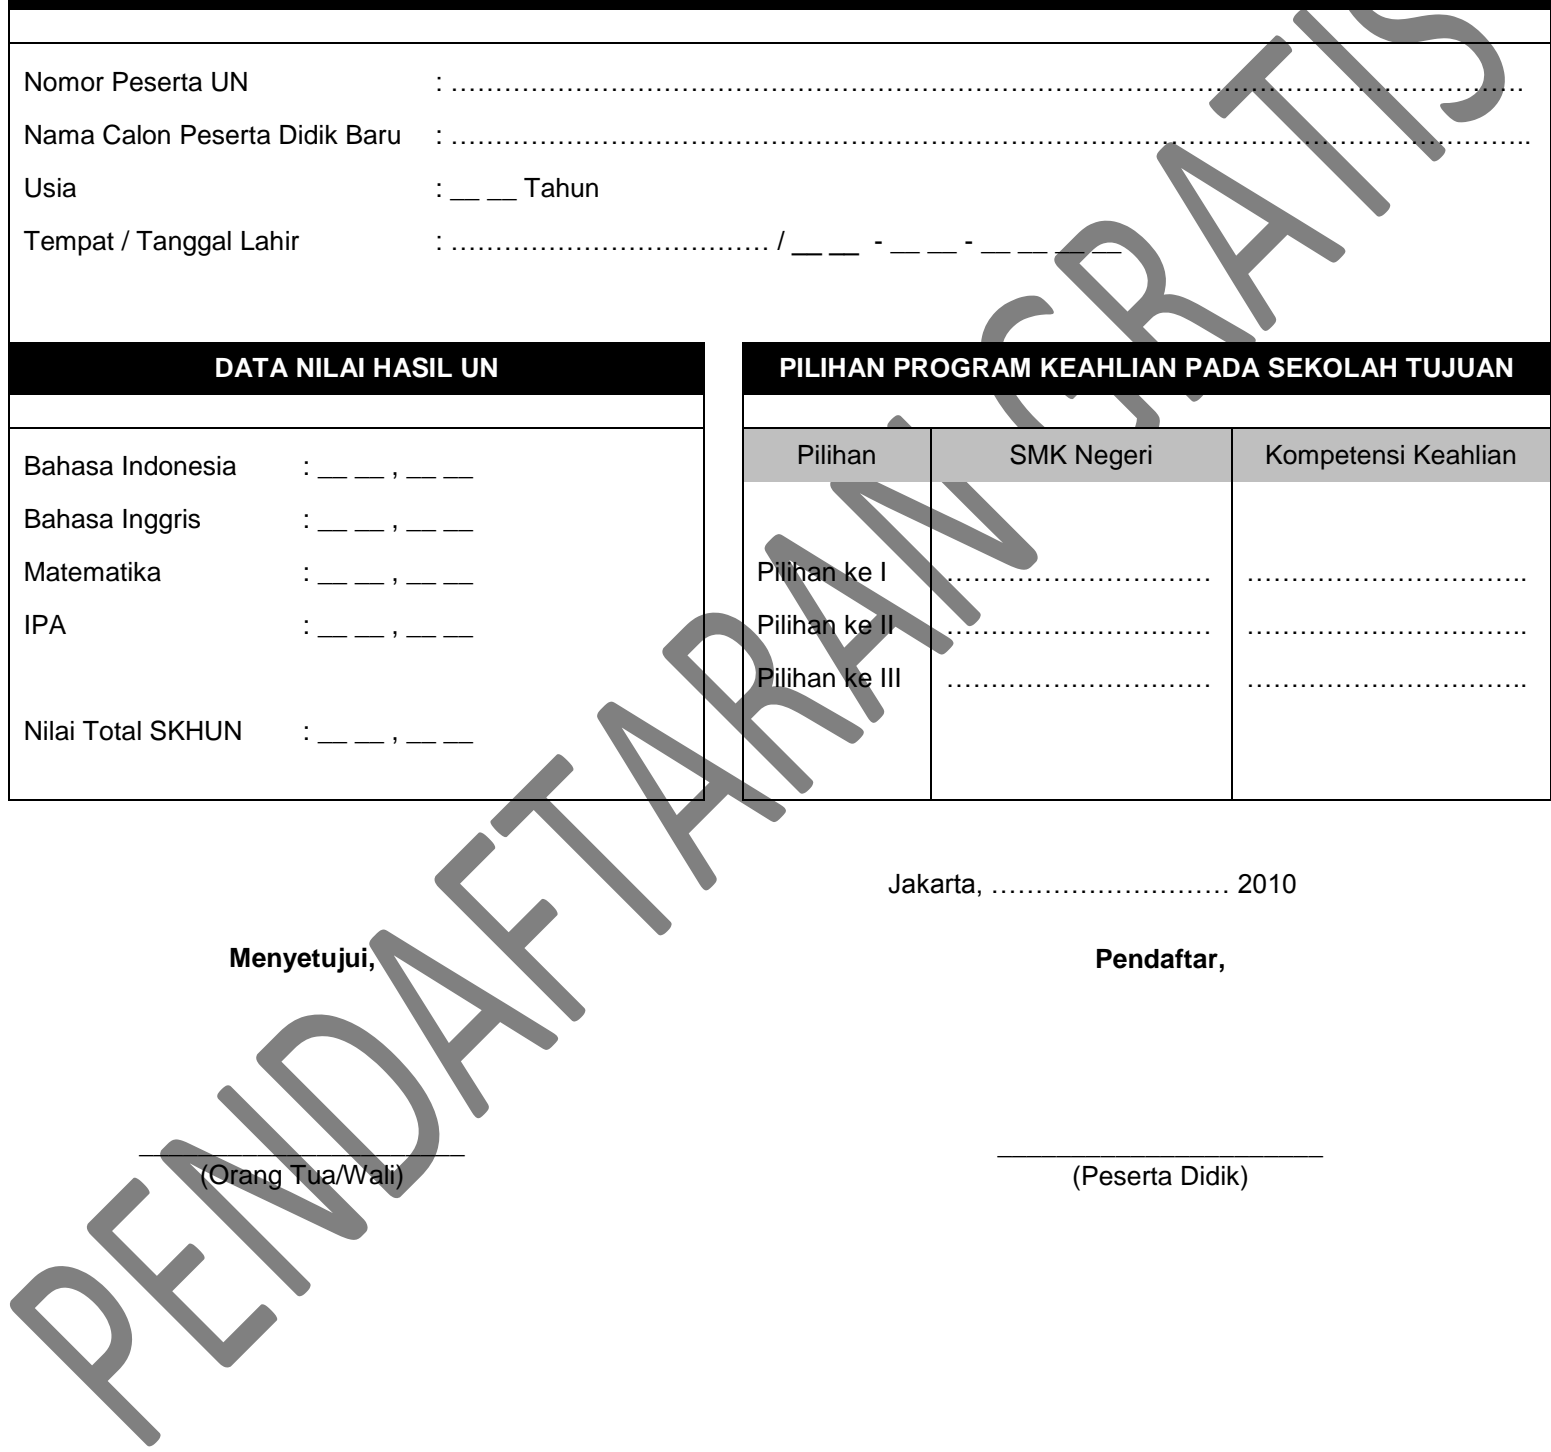 Nomor Peserta UN : ……………………………………………………………………………………………………………
Nama Calon Peserta Didik Baru : ……………………………………………………………………………………………………………..
Usia : __ __ Tahun
Tempat / Tanggal Lahir : ……………………………… / __ __ - __ __ - __ __ __ __
DATA NILAI HASIL UN
Bahasa Indonesia : __ __ , __ __
Bahasa Inggris : __ __ , __ __
Matematika : __ __ , __ __
IPA : __ __ , __ __
Nilai Total SKHUN : __ __ , __ __
PILIHAN PROGRAM KEAHLIAN PADA SEKOLAH TUJUAN
Pilihan SMK Negeri Kompetensi Keahlian
Pilihan ke I ………………………… …………………………..
Pilihan ke II ………………………… …………………………..
Pilihan ke III ………………………… …………………………..
Jakarta, ……………………… 2010
Menyetujui, Pendaftar,
______________________ ______________________
(Orang Tua/Wali) (Peserta Didik)
PENDAFTARAN GRATIS